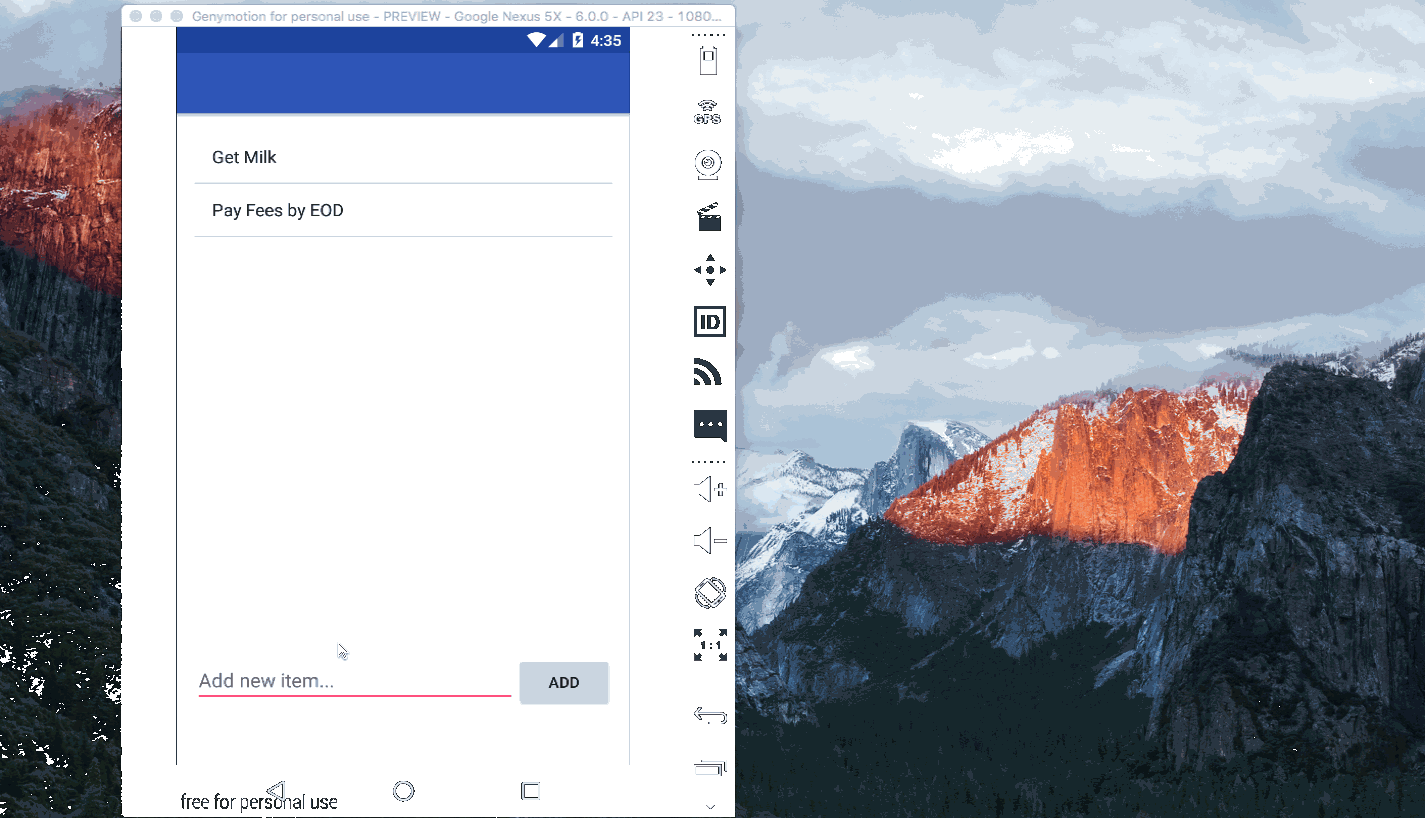 Genymotion for personal use - PREVIEW - Google Nexus 5X - 6.0.0 - API 23 - 1080...
4:35
GPS
Get Milk
Pay Fees by EOD
ID
1:1
Add new item...
ADD
free for personal use